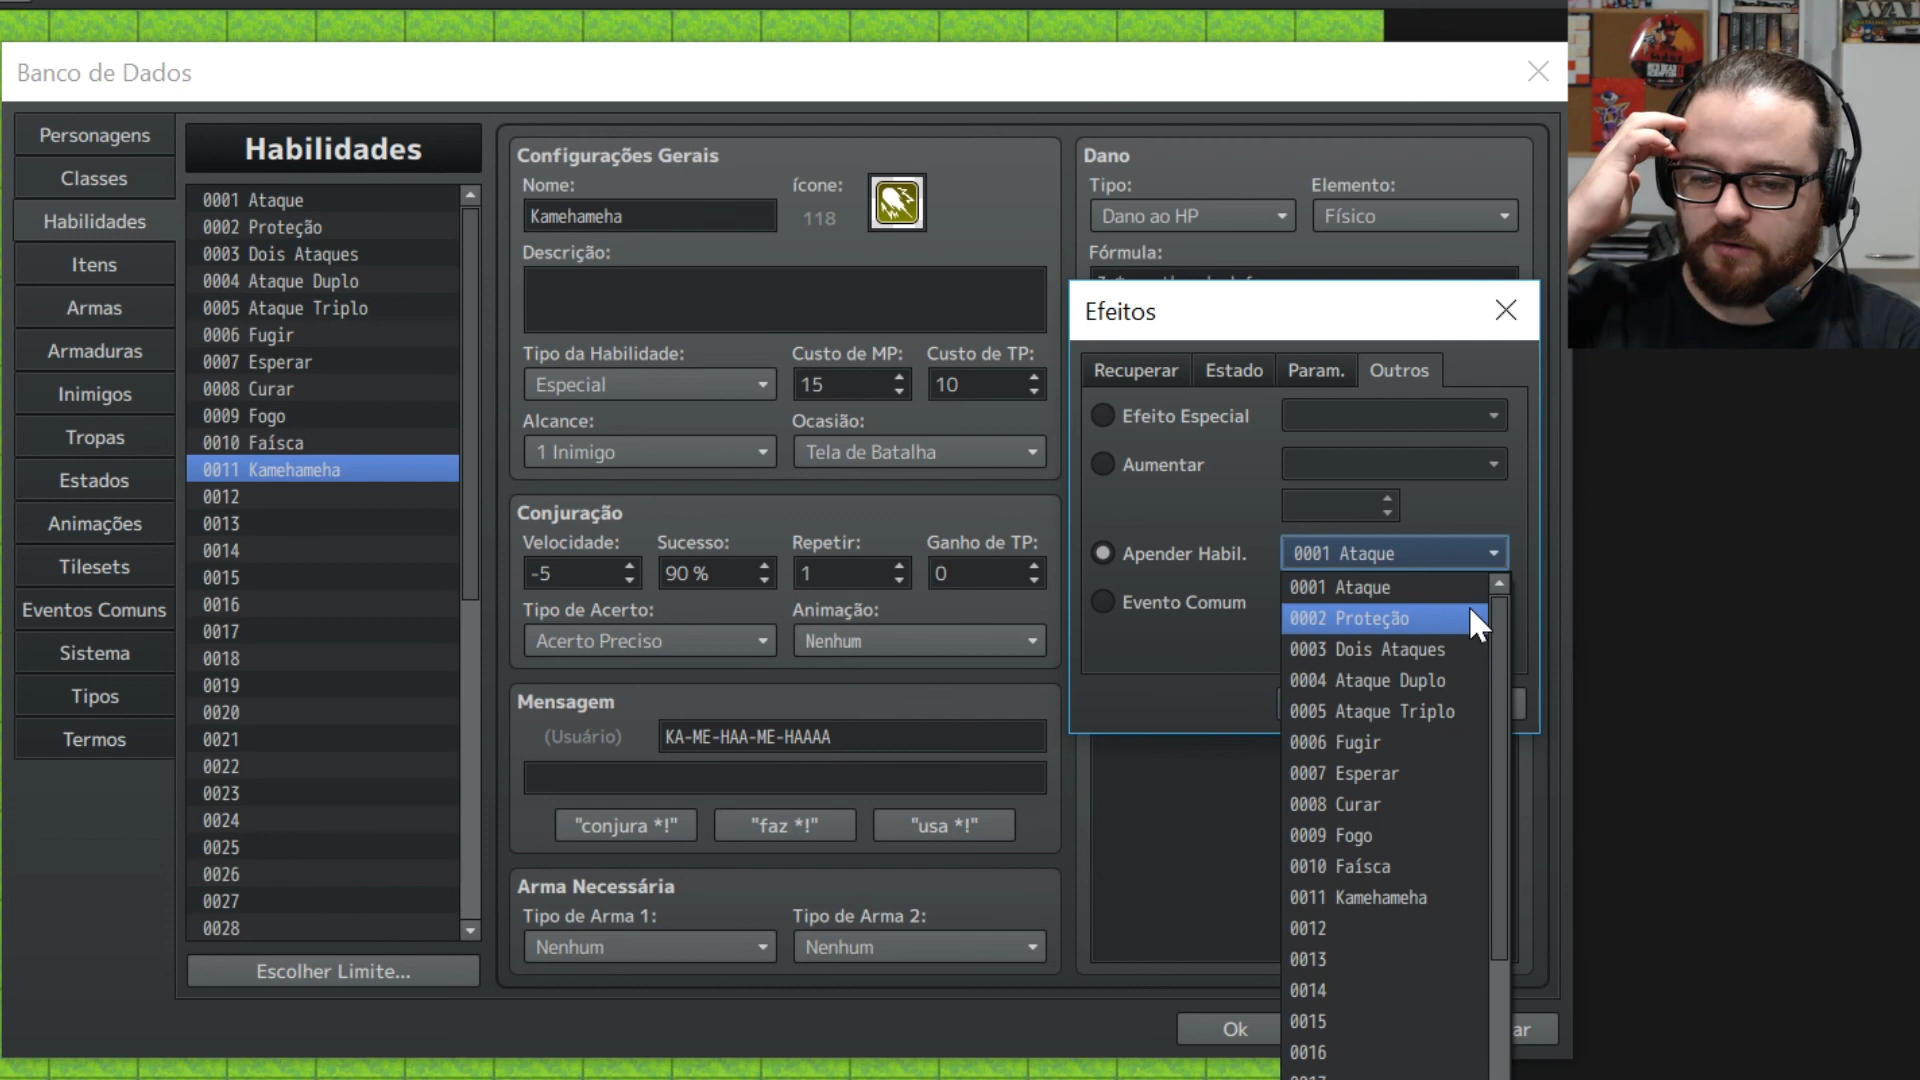 Banco de Dados
Personagens
Classes
Habilidades
Itens
Armas
Armaduras
Inimigos
Tropas
Estados
Animações
Tilesets
Eventos Comuns
Sistema
Tipos
Termos
Habilidades
0001 Ataque
0002 Proteção
0003 Dois Ataques
0004 Ataque Duplo
0005 Ataque Triplo
0006 Fugir
0007 Esperar
0008 Curar
0009 Fogo
0010 Faísca
0011 Kamehameha
0012
0013
0014
0015
0016
0017
0018
0019
0020
0021
0022
0023
0024
0025
0026
0027
0028
Escolher Limite...
Configurações Gerais
Nome: ícone:
Kamehameha 118
Descrição:
Tipo da Habilidade: Custo de MP: Custo de TP:
Especial 15 10
Alcance: Ocasião:
1 Inimigo Tela de Batalha
Conjuração
Velocidade: Sucesso: Repetir: Ganho de TP:
-5 90 % 1 0
Tipo de Acerto: Animação:
Acerto Preciso Nenhum
Mensagem
(Usuário) KA-ME-HAA-ME-HAAAA
"conjura *!" "faz *!" "usa *!"
Arma Necessária
Tipo de Arma 1: Tipo de Arma 2:
Nenhum Nenhum
Dano
Tipo: Elemento:
Dano ao HP Físico
Fórmula:
Efeitos
Recuperar Estado Param. Outros
Efeito Especial
Aumentar
Apender Habil. 0001 Ataque
Evento Comum
0001 Ataque
0002 Proteção
0003 Dois Ataques
0004 Ataque Duplo
0005 Ataque Triplo
0006 Fugir
0007 Esperar
0008 Curar
0009 Fogo
0010 Faísca
0011 Kamehameha
0012
0013
0014
0015
0016
Ok
ar